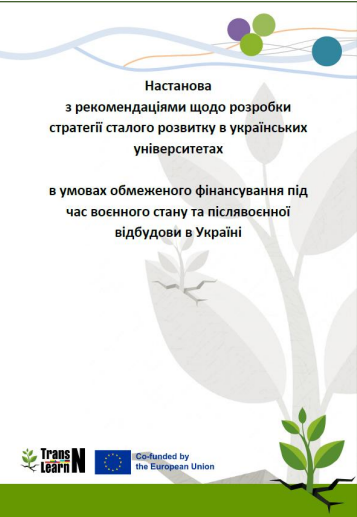 Настанова
з рекомендаціями щодо розробки
стратегії сталого розвитку в українських
університетах
в умовах обмеженого фінансування під
час воєнного стану та післявоєнної
відбудови в Україні
Trans
Learn N
Co-funded by
the European Union